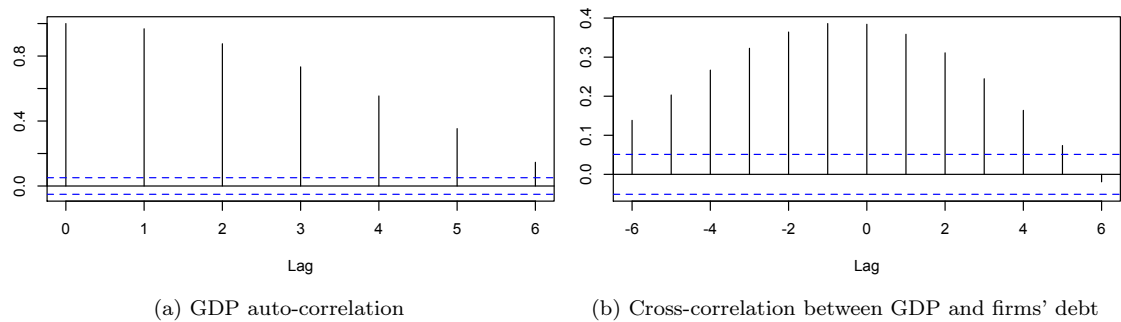 0.0 0.4 0.8
0 1 2 3 4 5 6
Lag
(a) GDP auto-correlation
0.0 0.1 0.2 0.3 0.4
-6 -4 -2 0 2 4 6
Lag
(b) Cross-correlation between GDP and firms' debt